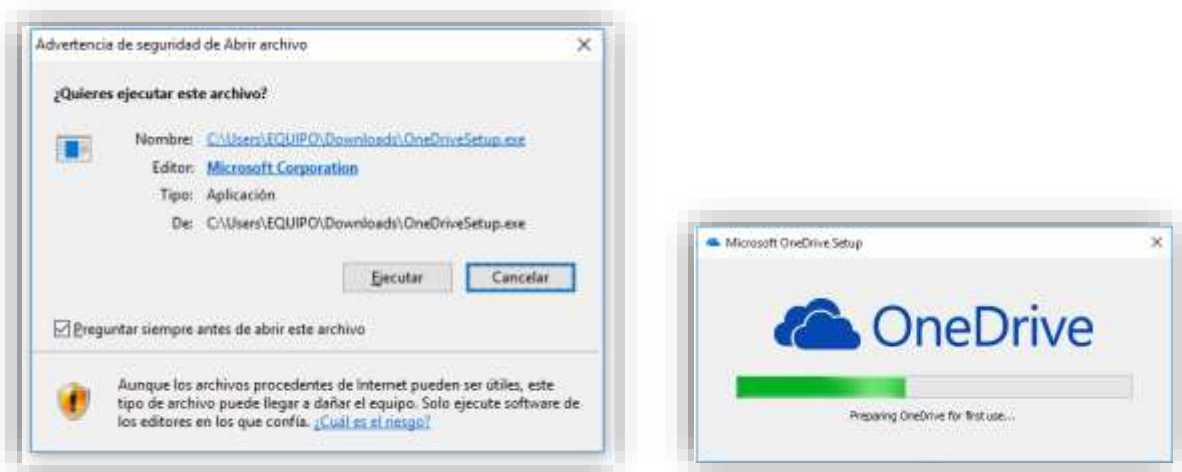 Advertencia de seguridad de Abrir archivo
¿Quieres ejecutar este archivo?
Nombre: C:\Users\EQUIPO\Downloads\OneDriveSetup.exe
Editor: Microsoft Corporation
Tipo: Aplicación
De: C:\Users\EQUIPO\Downloads\OneDriveSetup.exe
Ejecutar Cancelar
Preguntar siempre antes de abrir este archivo
Aunque los archivos procedentes de Internet pueden ser útiles, este
tipo de archivo puede llegar a dañar el equipo. Solo ejecute software de
los editores en los que confía. ¿Cuál es el riesgo?
Microsoft OneDrive Setup
OneDrive
Preparing OneDrive for first use...